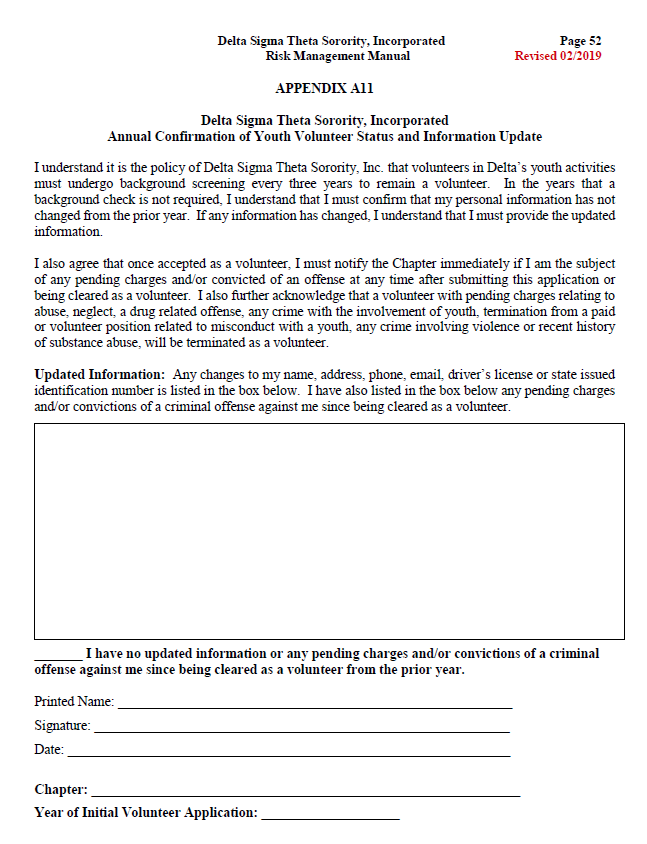 Delta Sigma Theta Sorority, Incorporated Page 52
Risk Management Manual Revised 02/2019
APPENDIX A11
Delta Sigma Theta Sorority, Incorporated
Annual Confirmation of Youth Volunteer Status and Information Update
I understand it is the policy of Delta Sigma Theta Sorority, Inc. that volunteers in Delta's youth activities
must undergo background screening every three years to remain a volunteer. In the years that a
background check is not required, I understand that I must confirm that my personal information has not
changed from the prior year. If any information has changed, I understand that I must provide the updated
information.
I also agree that once accepted as a volunteer, I must notify the Chapter immediately if I am the subject
of any pending charges and/or convicted of an offense at any time after submitting this application or
being cleared as a volunteer. I also further acknowledge that a volunteer with pending charges relating to
abuse, neglect, a drug related offense, any crime with the involvement of youth, termination from a paid
or volunteer position related to misconduct with a youth, any crime involving violence or recent history
of substance abuse, will be terminated as a volunteer.
Updated Information: Any changes to my name, address, phone, email, driver's license or state issued
identification number is listed in the box below. I have also listed in the box below any pending charges
and/or convictions of a criminal offense against me since being cleared as a volunteer.
_______ I have no updated information or any pending charges and/or convictions of a criminal
offense against me since being cleared as a volunteer from the prior year.
Printed Name: ____________________
Signature: ____________________
Date: ____________________
Chapter: ____________________
Year of Initial Volunteer Application: ____________________